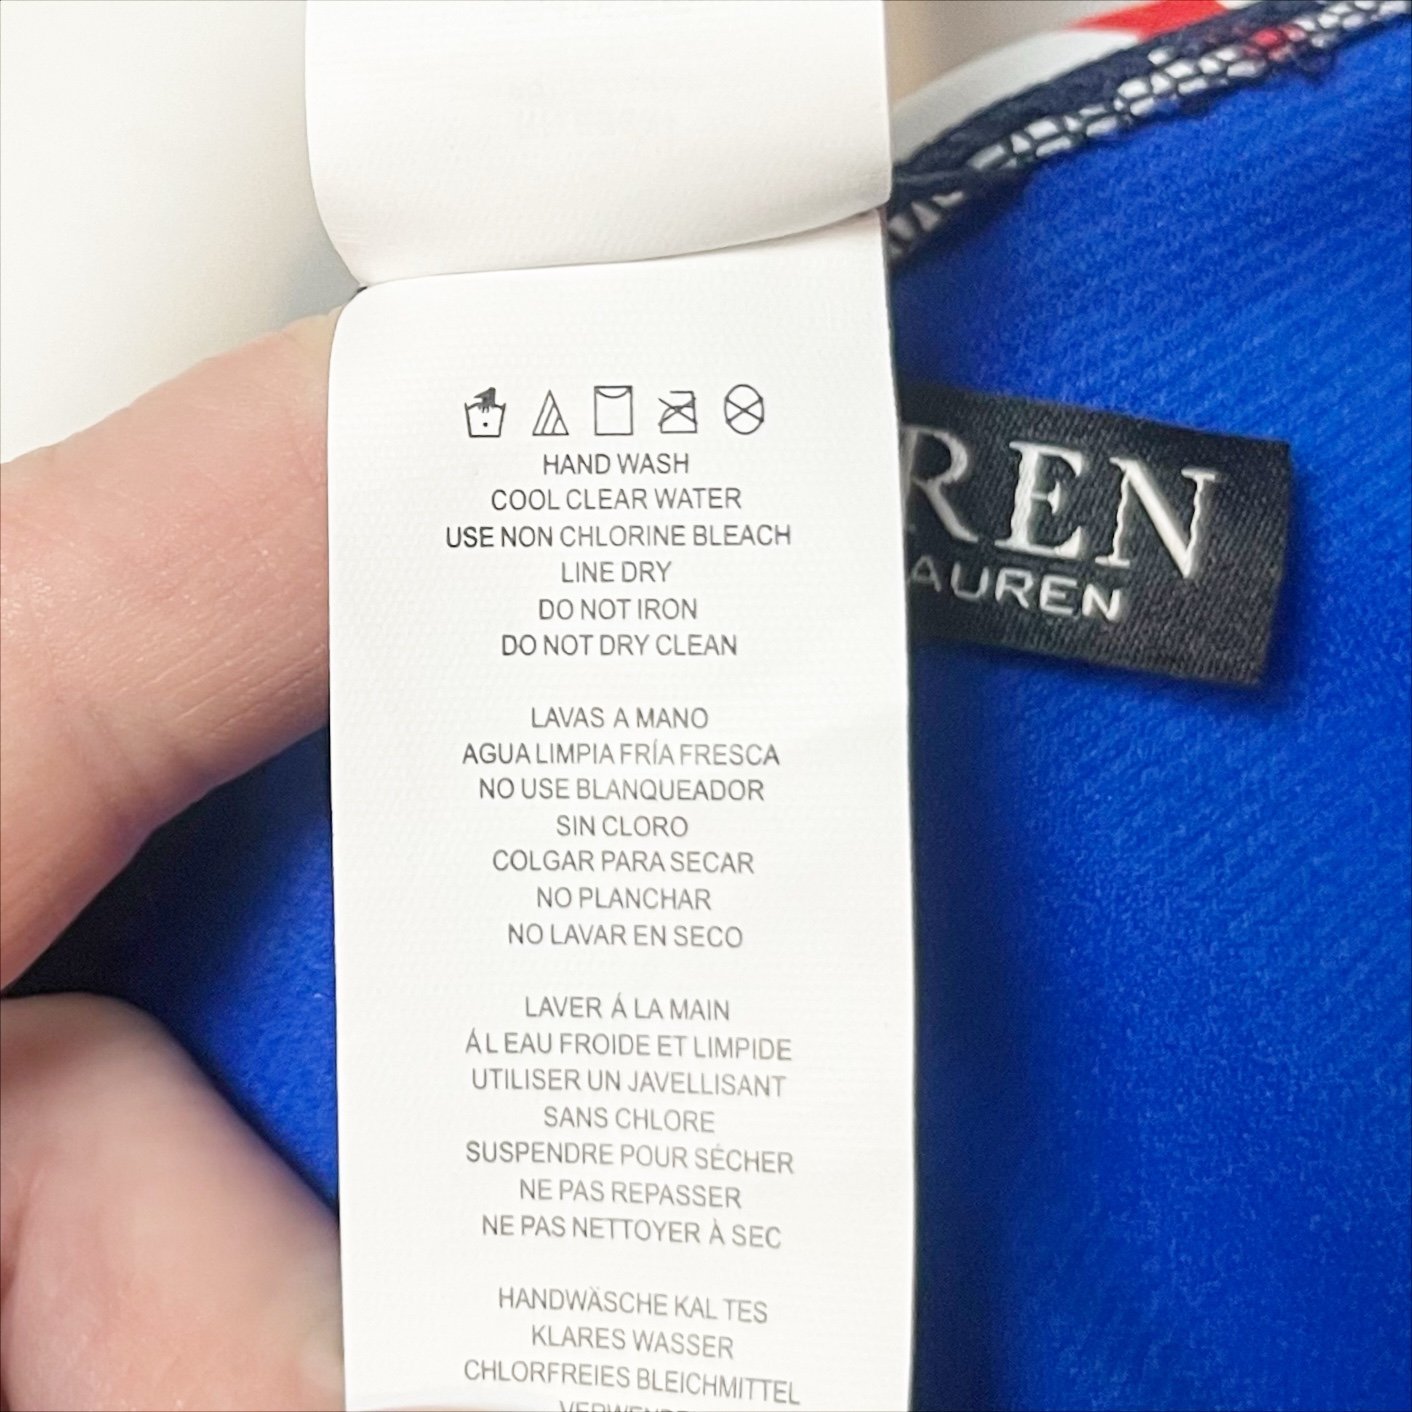 HAND WASH
COOL CLEAR WATER
USE NON CHLORINE BLEACH
LINE DRY
DO NOT IRON
DO NOT DRY CLEAN
LAVAS A MANO
AGUA LIMPIA FRÍA FRESCA
NO USE BLANQUEADOR
SIN CLORO
COLGAR PARA SECAR
NO PLANCHAR
NO LAVAR EN SECO
LAVER Á LA MAIN
Á L EAU FROIDE ET LIMPIDE
UTILISER UN JAVELLISANT
SANS CHLORE
SUSPENDRE POUR SÉCHER
NE PAS REPASSER
NE PAS NETTOYER À SEC
HANDWÄSCHE KAL TES
KLARES WASSER
CHLORFREIES BLEICHMITTEL
REN
AUREN